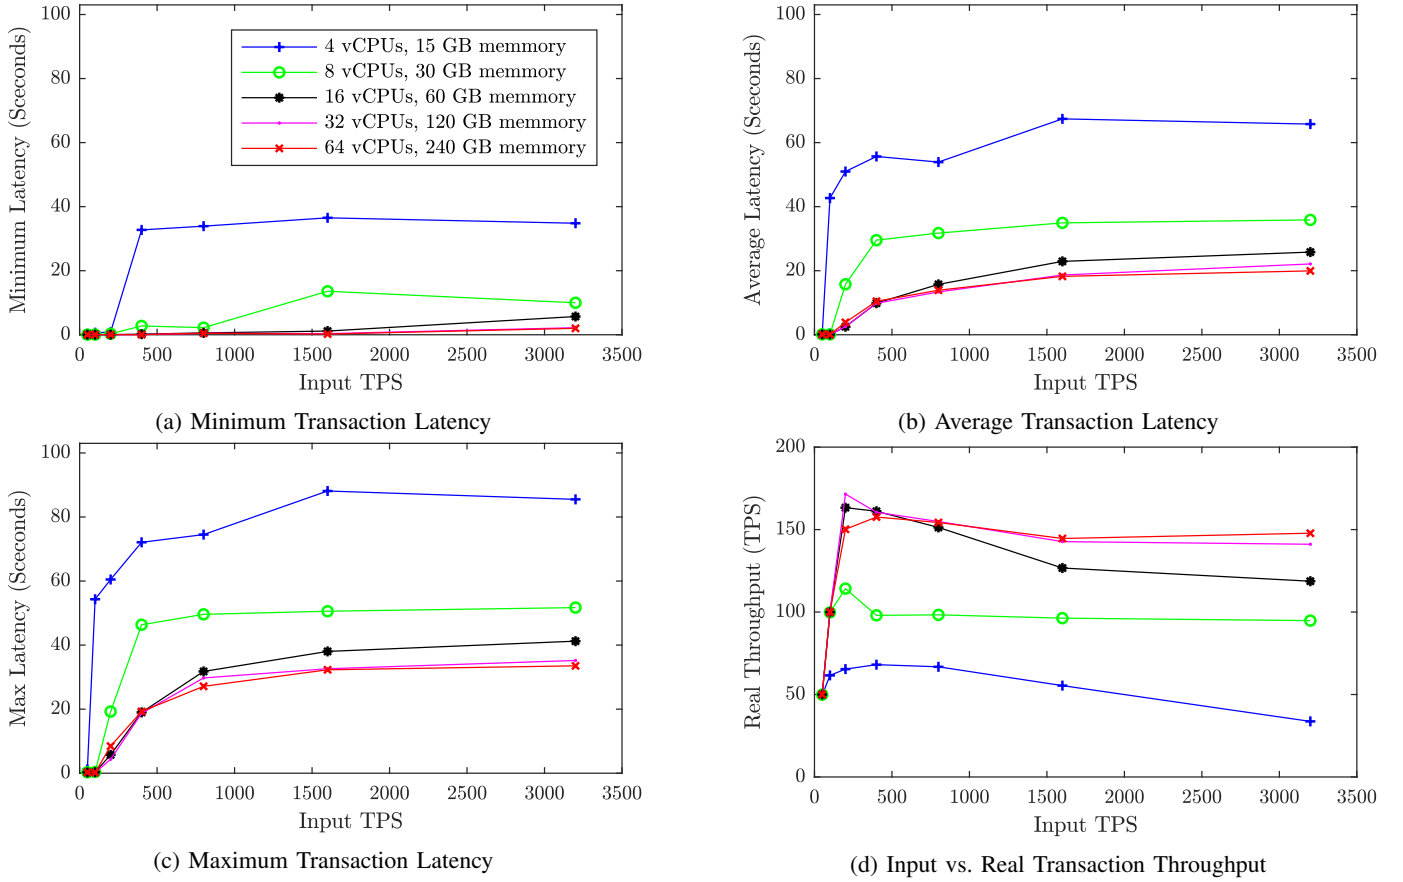 100
80
60
40
20
0
Minimum Latency (Sceconds)
4 vCPUs, 15 GB memmory
8 vCPUs, 30 GB memmory
16 vCPUs, 60 GB memmory
32 vCPUs, 120 GB memmory
64 vCPUs, 240 GB memmory
0 500 1000 1500 2000 2500 3000 3500
Input TPS
(a) Minimum Transaction Latency
100
80
60
40
20
0
Average Latency (Sceconds)
0 500 1000 1500 2000 2500 3000 3500
Input TPS
(b) Average Transaction Latency
100
80
60
40
20
0
Max Latency (Sceconds)
0 500 1000 1500 2000 2500 3000 3500
Input TPS
(c) Maximum Transaction Latency
200
150
100
50
0
Real Throughput (TPS)
0 500 1000 1500 2000 2500 3000 3500
Input TPS
(d) Input vs. Real Transaction Throughput